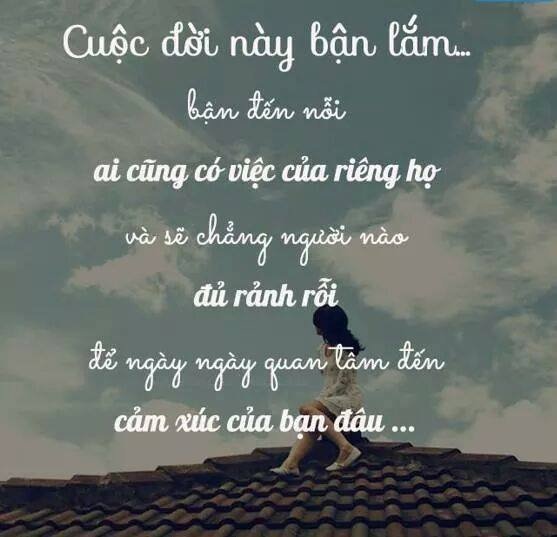 Cuộc đời này bận lắm...
bận đến nỗi
ai cũng có việc của riêng họ
và sẽ chẳng người nào
đủ rảnh rỗi
để ngày ngày quan tâm đến
cảm xúc của bạn đâu ...